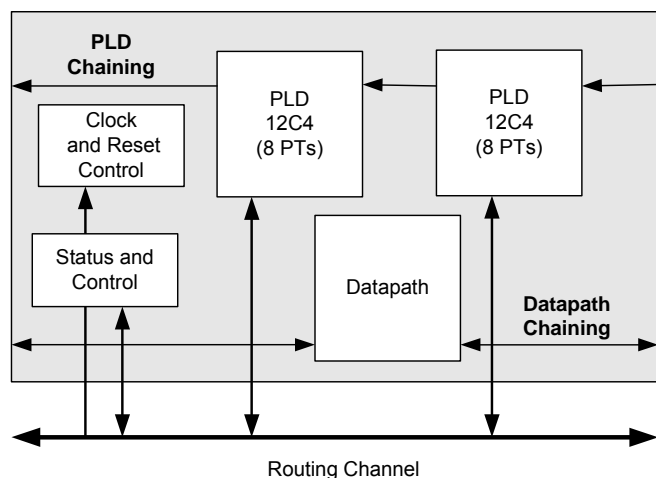 PLD
Chaining
PLD
12C4
(8 PTs)
PLD
12C4
(8 PTs)
Clock
and Reset
Control
Status and
Control
Datapath
Datapath
Chaining
Routing Channel